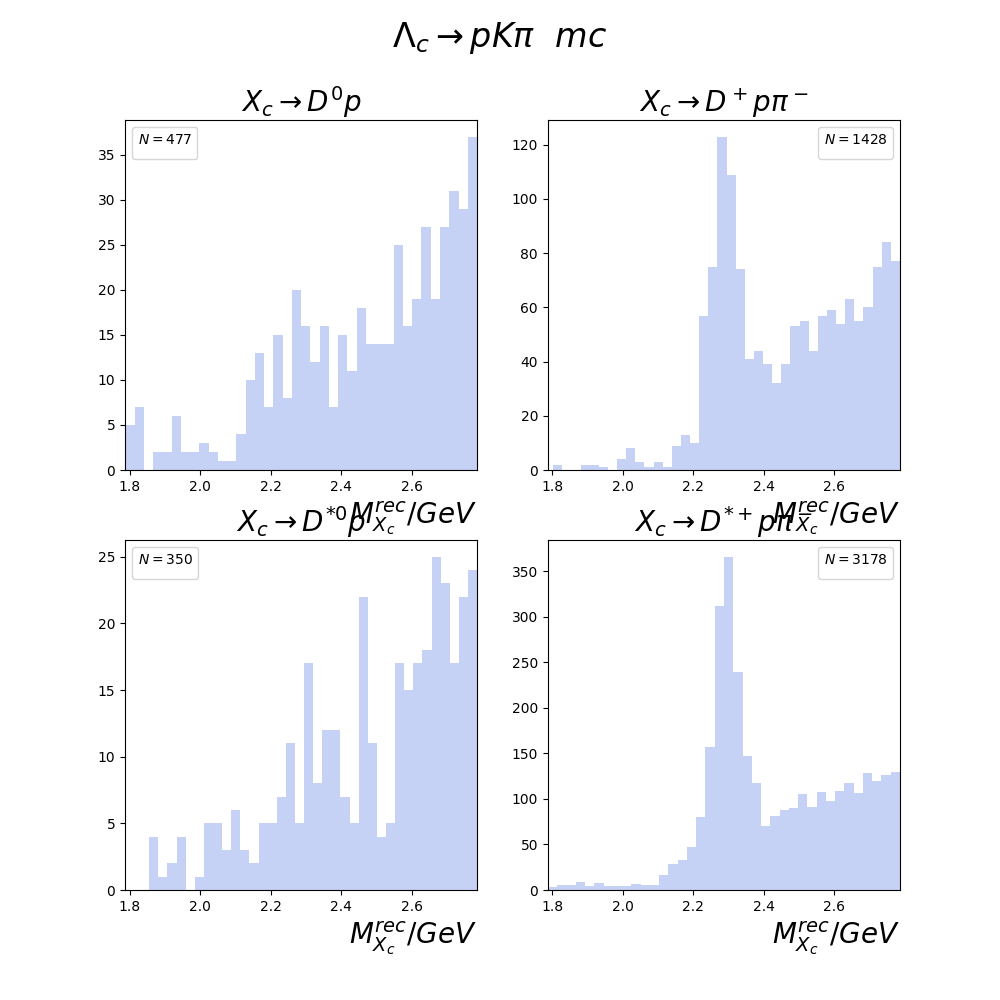 Λc → pKπ mc
Xc → D⁰p
N = 477
35
30
25
20
15
10
5
0
1.8 2.0 2.2 2.4 2.6
M^{rec}_{Xc}/GeV
Xc → D⁺pπ⁻
N = 1428
120
100
80
60
40
20
0
1.8 2.0 2.2 2.4 2.6
M^{rec}_{Xc}/GeV
Xc → D*⁰p
N = 350
25
20
15
10
5
0
1.8 2.0 2.2 2.4 2.6
M^{rec}_{Xc}/GeV
Xc → D*⁺pπ⁻
N = 3178
350
300
250
200
150
100
50
0
1.8 2.0 2.2 2.4 2.6
M^{rec}_{Xc}/GeV